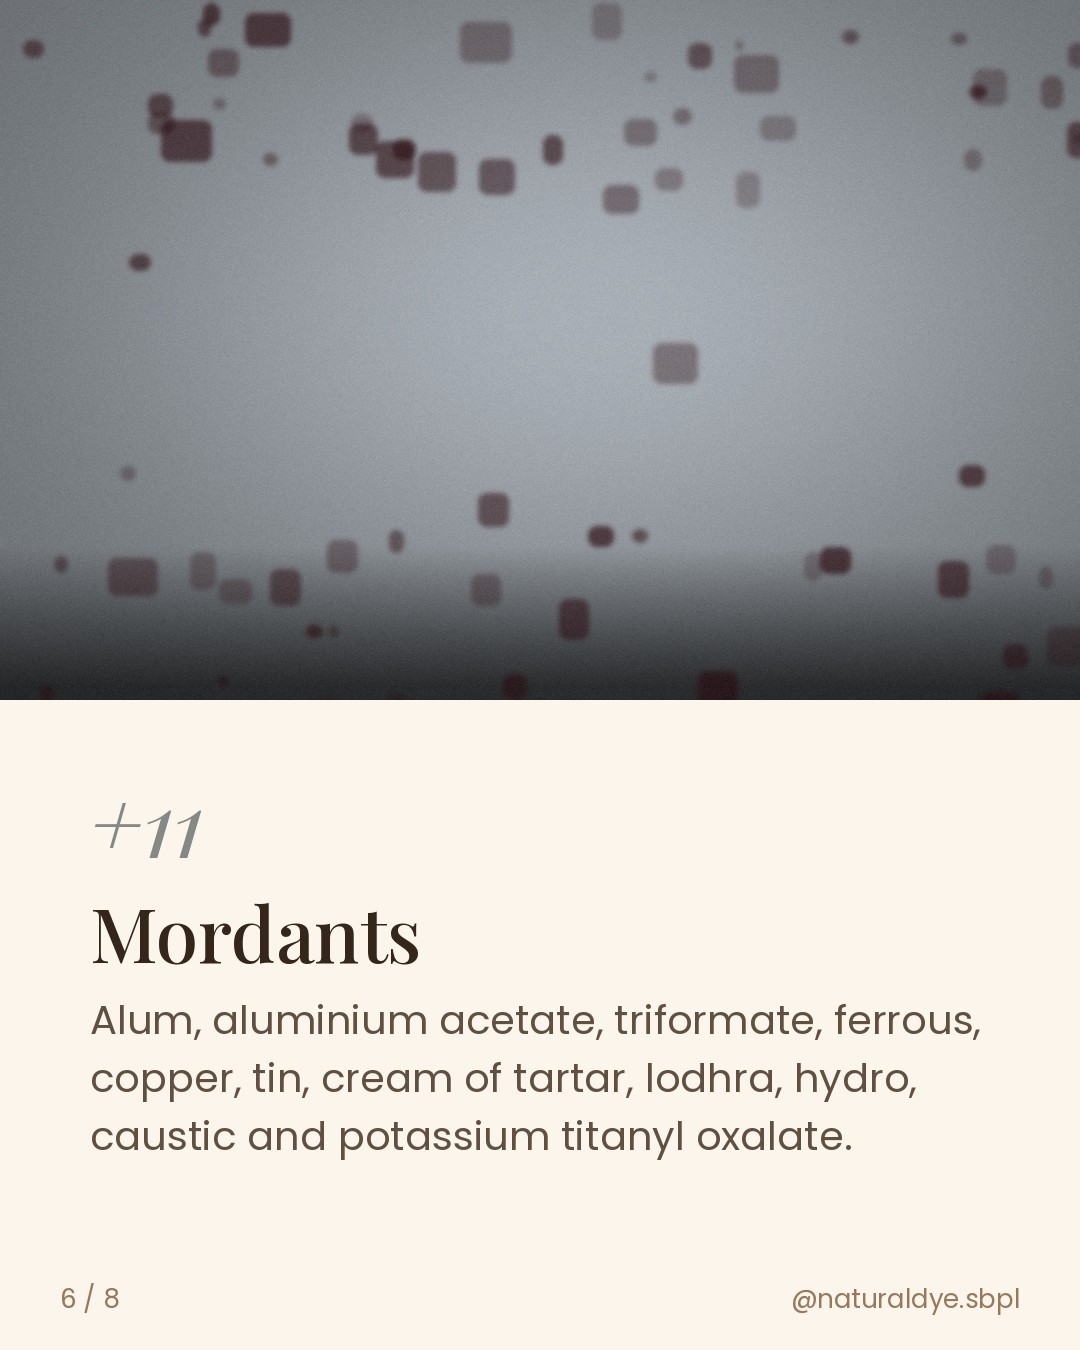 +11
Mordants
Alum, aluminium acetate, triformate, ferrous,
copper, tin, cream of tartar, lodhra, hydro,
caustic and potassium titanyl oxalate.
6 / 8
@naturaldye.sbpl